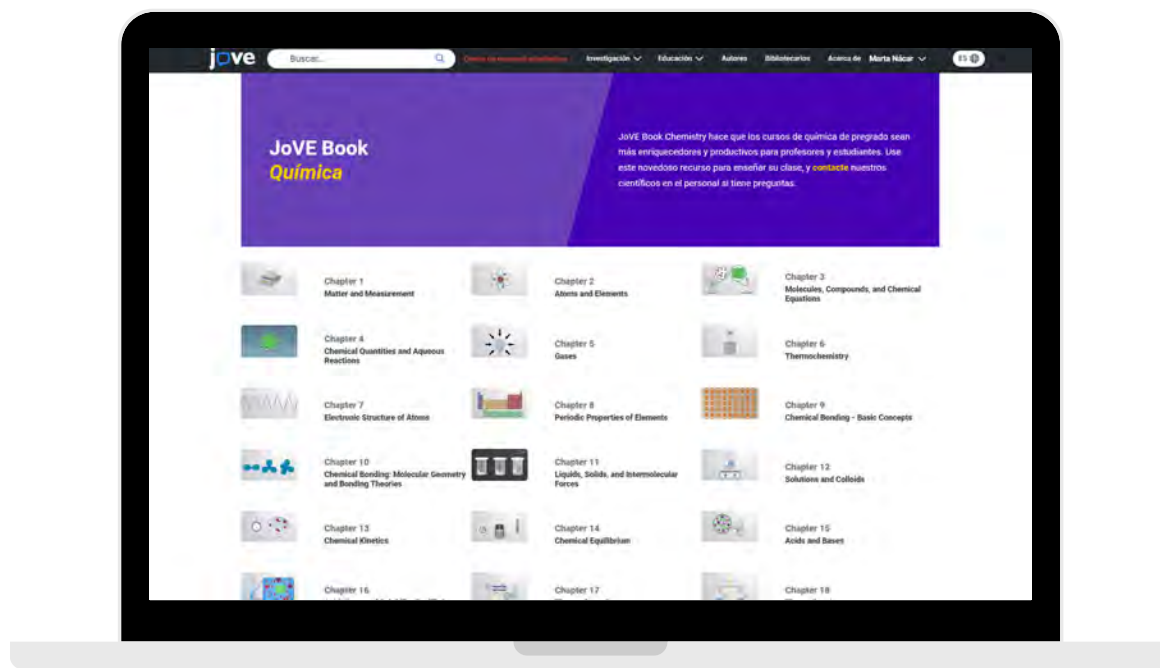 jove
Buscar...
Investigación
Educación
Autores
Bibliotecarios
Acerca de
Marta Nácar
ES
JoVE Book
Química
JoVE Book Chemistry hace que los cursos de química de pregrado sean
más enriquecedores y productivos para profesores y estudiantes. Use
este novedoso recurso para enseñar su clase, y contacte nuestros
científicos en el personal si tiene preguntas.
Chapter 1
Matter and Measurement
Chapter 2
Atoms and Elements
Chapter 3
Molecules, Compounds, and Chemical
Equations
Chapter 4
Chemical Quantities and Aqueous
Reactions
Chapter 5
Gases
Chapter 6
Thermochemistry
Chapter 7
Electronic Structure of Atoms
Chapter 8
Periodic Properties of Elements
Chapter 9
Chemical Bonding - Basic Concepts
Chapter 10
Chemical Bonding: Molecular Geometry
and Bonding Theories
Chapter 11
Liquids, Solids, and Intermolecular
Forces
Chapter 12
Solutions and Colloids
Chapter 13
Chemical Kinetics
Chapter 14
Chemical Equilibrium
Chapter 15
Acids and Bases
Chapter 16
Chapter 17
Chapter 18